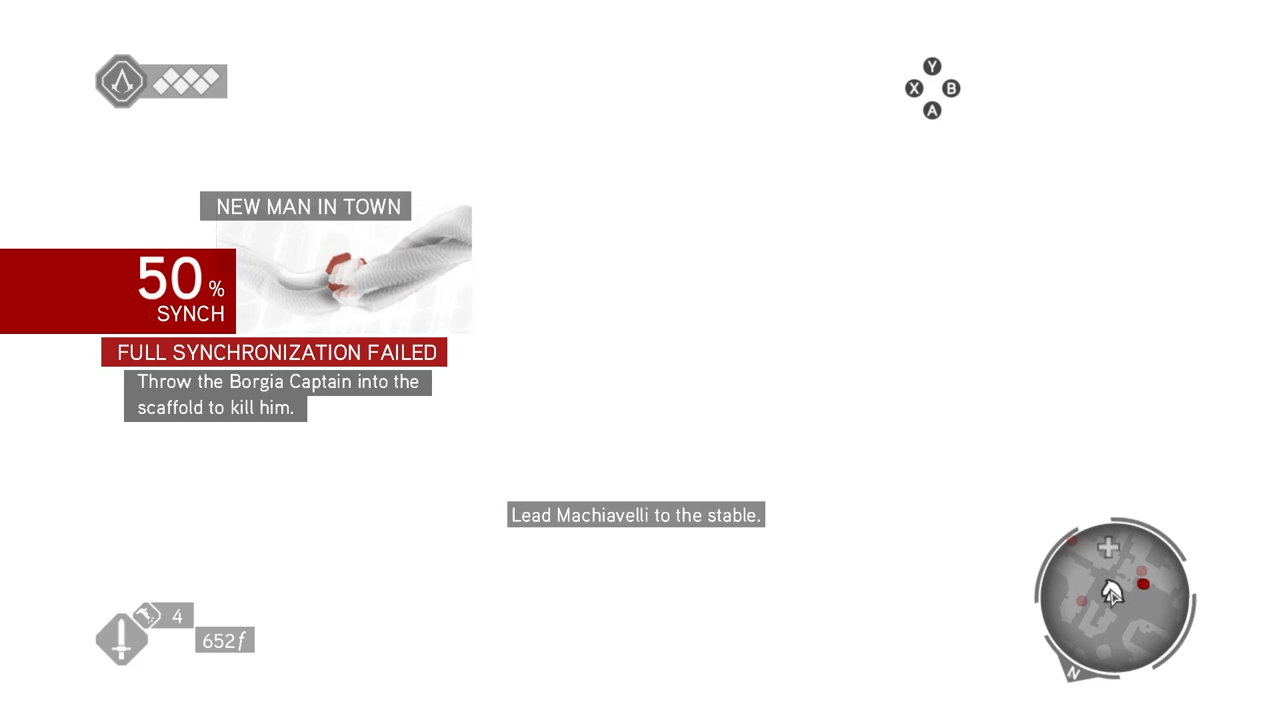 Y
X B
A
NEW MAN IN TOWN
50 %
SYNCH
FULL SYNCHRONIZATION FAILED
Throw the Borgia Captain into the
scaffold to kill him.
Lead Machiavelli to the stable.
4
652ƒ
N